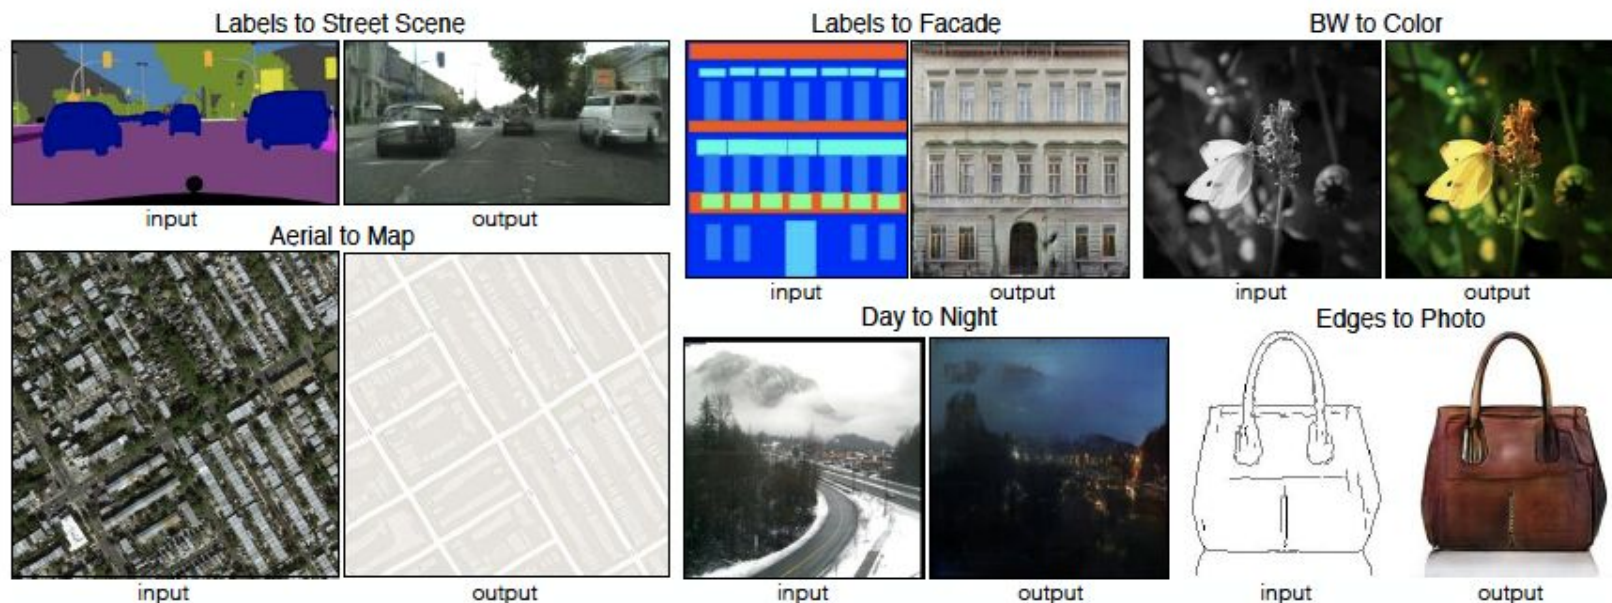 Labels to Street Scene
input
output
Aerial to Map
input
output
Labels to Facade
input
output
BW to Color
input
output
Day to Night
input
output
Edges to Photo
input
output